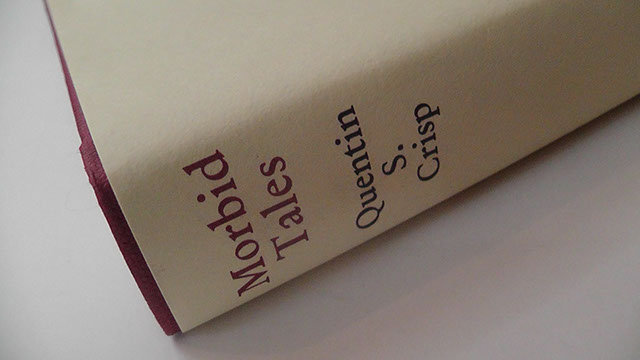 Morbid
Tales
Quentin
S.
Crisp